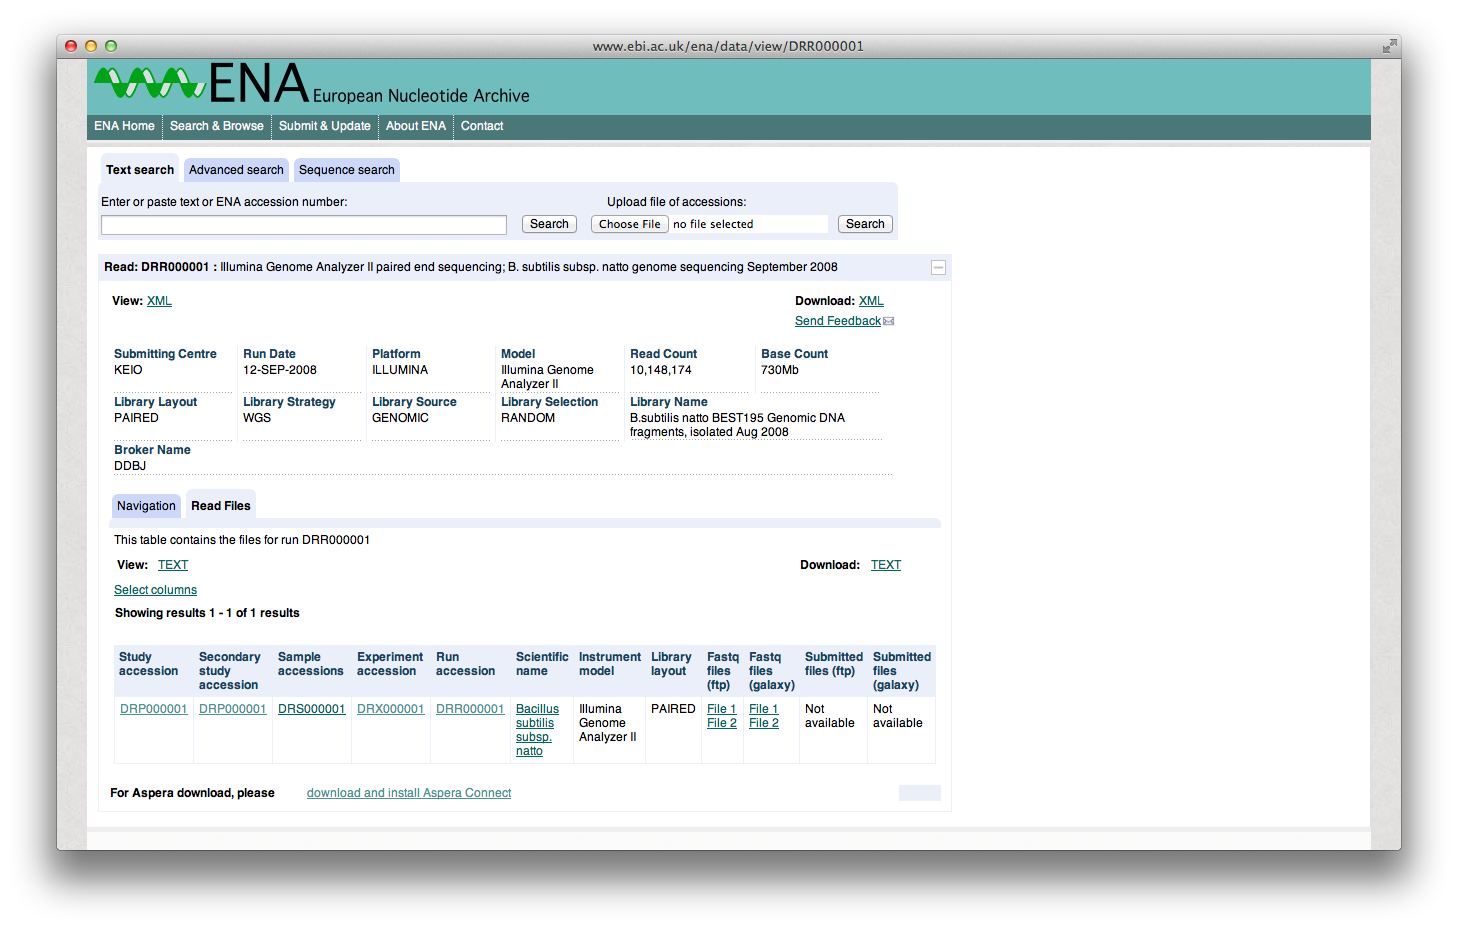 www.ebi.ac.uk/ena/data/view/DRR000001
ENA European Nucleotide Archive
ENA Home Search & Browse Submit & Update About ENA Contact
Text search Advanced search Sequence search
Enter or paste text or ENA accession number: Upload file of accessions:
Search Choose File no file selected Search
Read: DRR000001 : Illumina Genome Analyzer II paired end sequencing; B. subtilis subsp. natto genome sequencing September 2008
View: XML Download: XML
Send Feedback
Submitting Centre Run Date Platform Model Read Count Base Count
KEIO 12-SEP-2008 ILLUMINA Illumina Genome 10,148,174 730Mb
Analyzer II
Library Layout Library Strategy Library Source Library Selection Library Name
PAIRED WGS GENOMIC RANDOM B.subtilis natto BEST195 Genomic DNA
fragments, isolated Aug 2008
Broker Name
DDBJ
Navigation Read Files
This table contains the files for run DRR000001
View: TEXT Download: TEXT
Select columns
Showing results 1 - 1 of 1 results
Study Secondary Sample Experiment Run Scientific Instrument Library Fastq Fastq Submitted Submitted
accession study accessions accession accession name model layout files files files (ftp) files
accession (ftp) (galaxy) (galaxy)
DRP000001 DRP000001 DRS000001 DRX000001 DRR000001 Bacillus Illumina PAIRED File 1 File 1 Not Not
subtilis Genome File 2 File 2 available available
subsp. Analyzer II
natto
For Aspera download, please download and install Aspera Connect